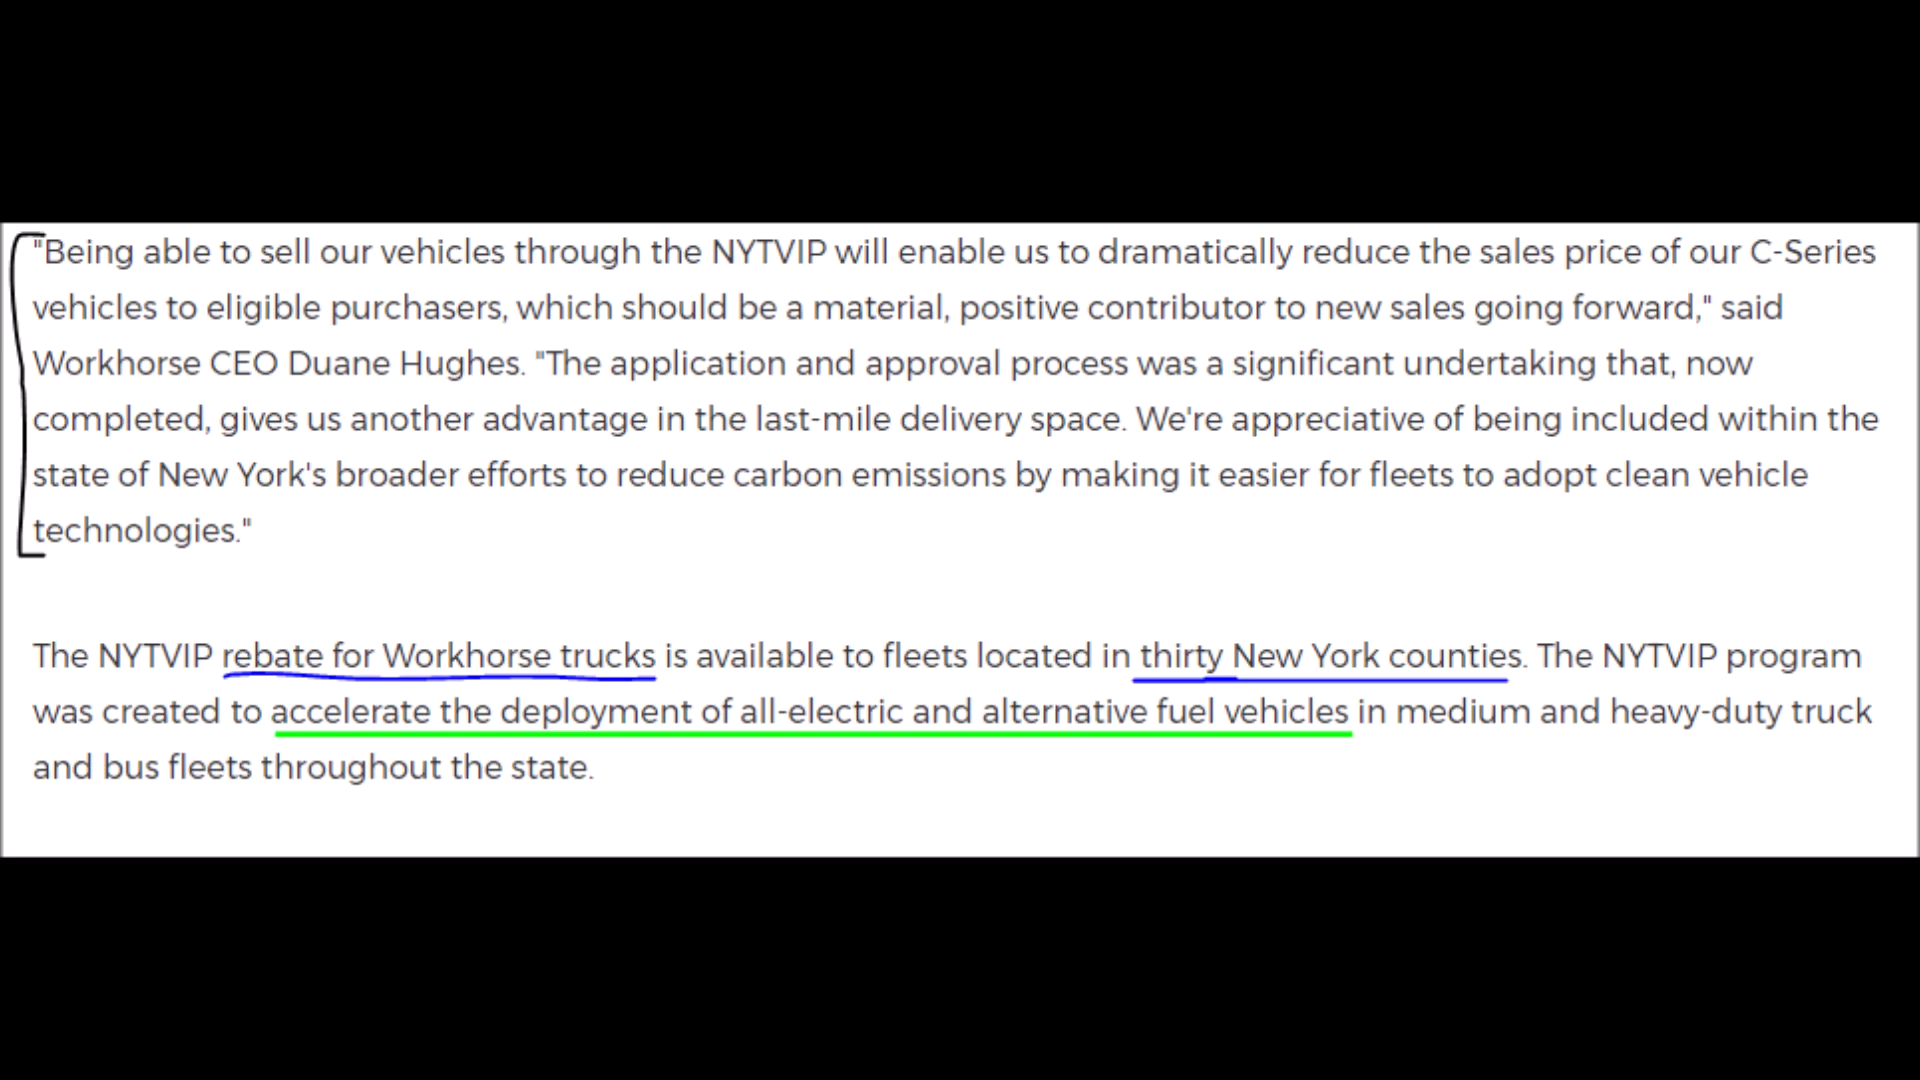 "Being able to sell our vehicles through the NYTVIP will enable us to dramatically reduce the sales price of our C-Series
vehicles to eligible purchasers, which should be a material, positive contributor to new sales going forward," said
Workhorse CEO Duane Hughes. "The application and approval process was a significant undertaking that, now
completed, gives us another advantage in the last-mile delivery space. We're appreciative of being included within the
state of New York's broader efforts to reduce carbon emissions by making it easier for fleets to adopt clean vehicle
technologies."
The NYTVIP rebate for Workhorse trucks is available to fleets located in thirty New York counties. The NYTVIP program
was created to accelerate the deployment of all-electric and alternative fuel vehicles in medium and heavy-duty truck
and bus fleets throughout the state.